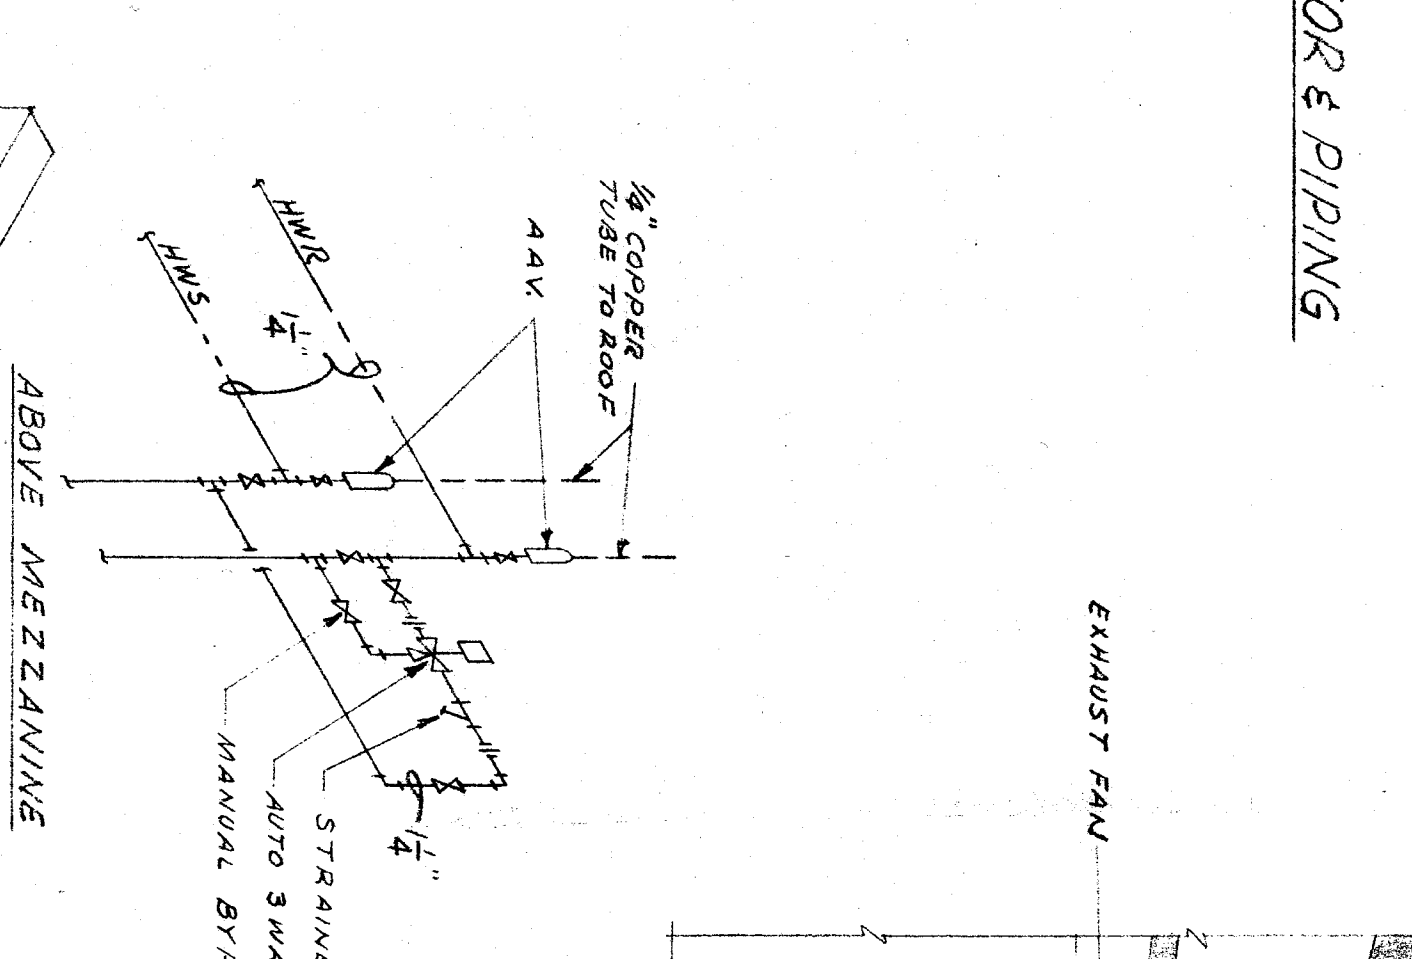 OR & PIPING
1/4" COPPER
TUBE TO ROOF
AAV.
HWR
HWS
1 1/4"
EXHAUST FAN
1 1/4"
STRAIN
AUTO 3 WA
MANUAL BY
ABOVE MEZZANINE